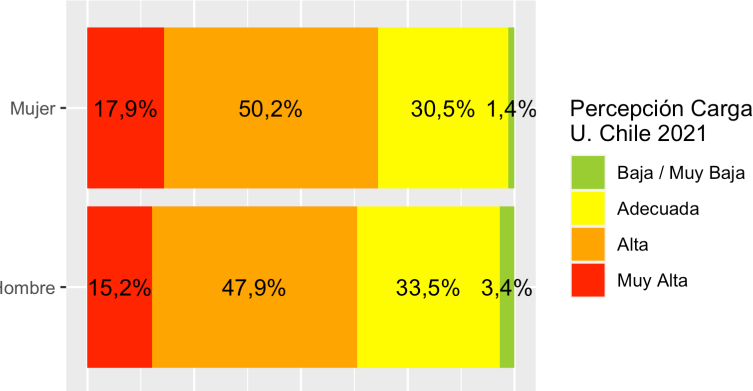 Mujer
17,9% 50,2% 30,5% 1,4%
Hombre
15,2% 47,9% 33,5% 3,4%
Percepción Carga
U. Chile 2021
Baja / Muy Baja
Adecuada
Alta
Muy Alta